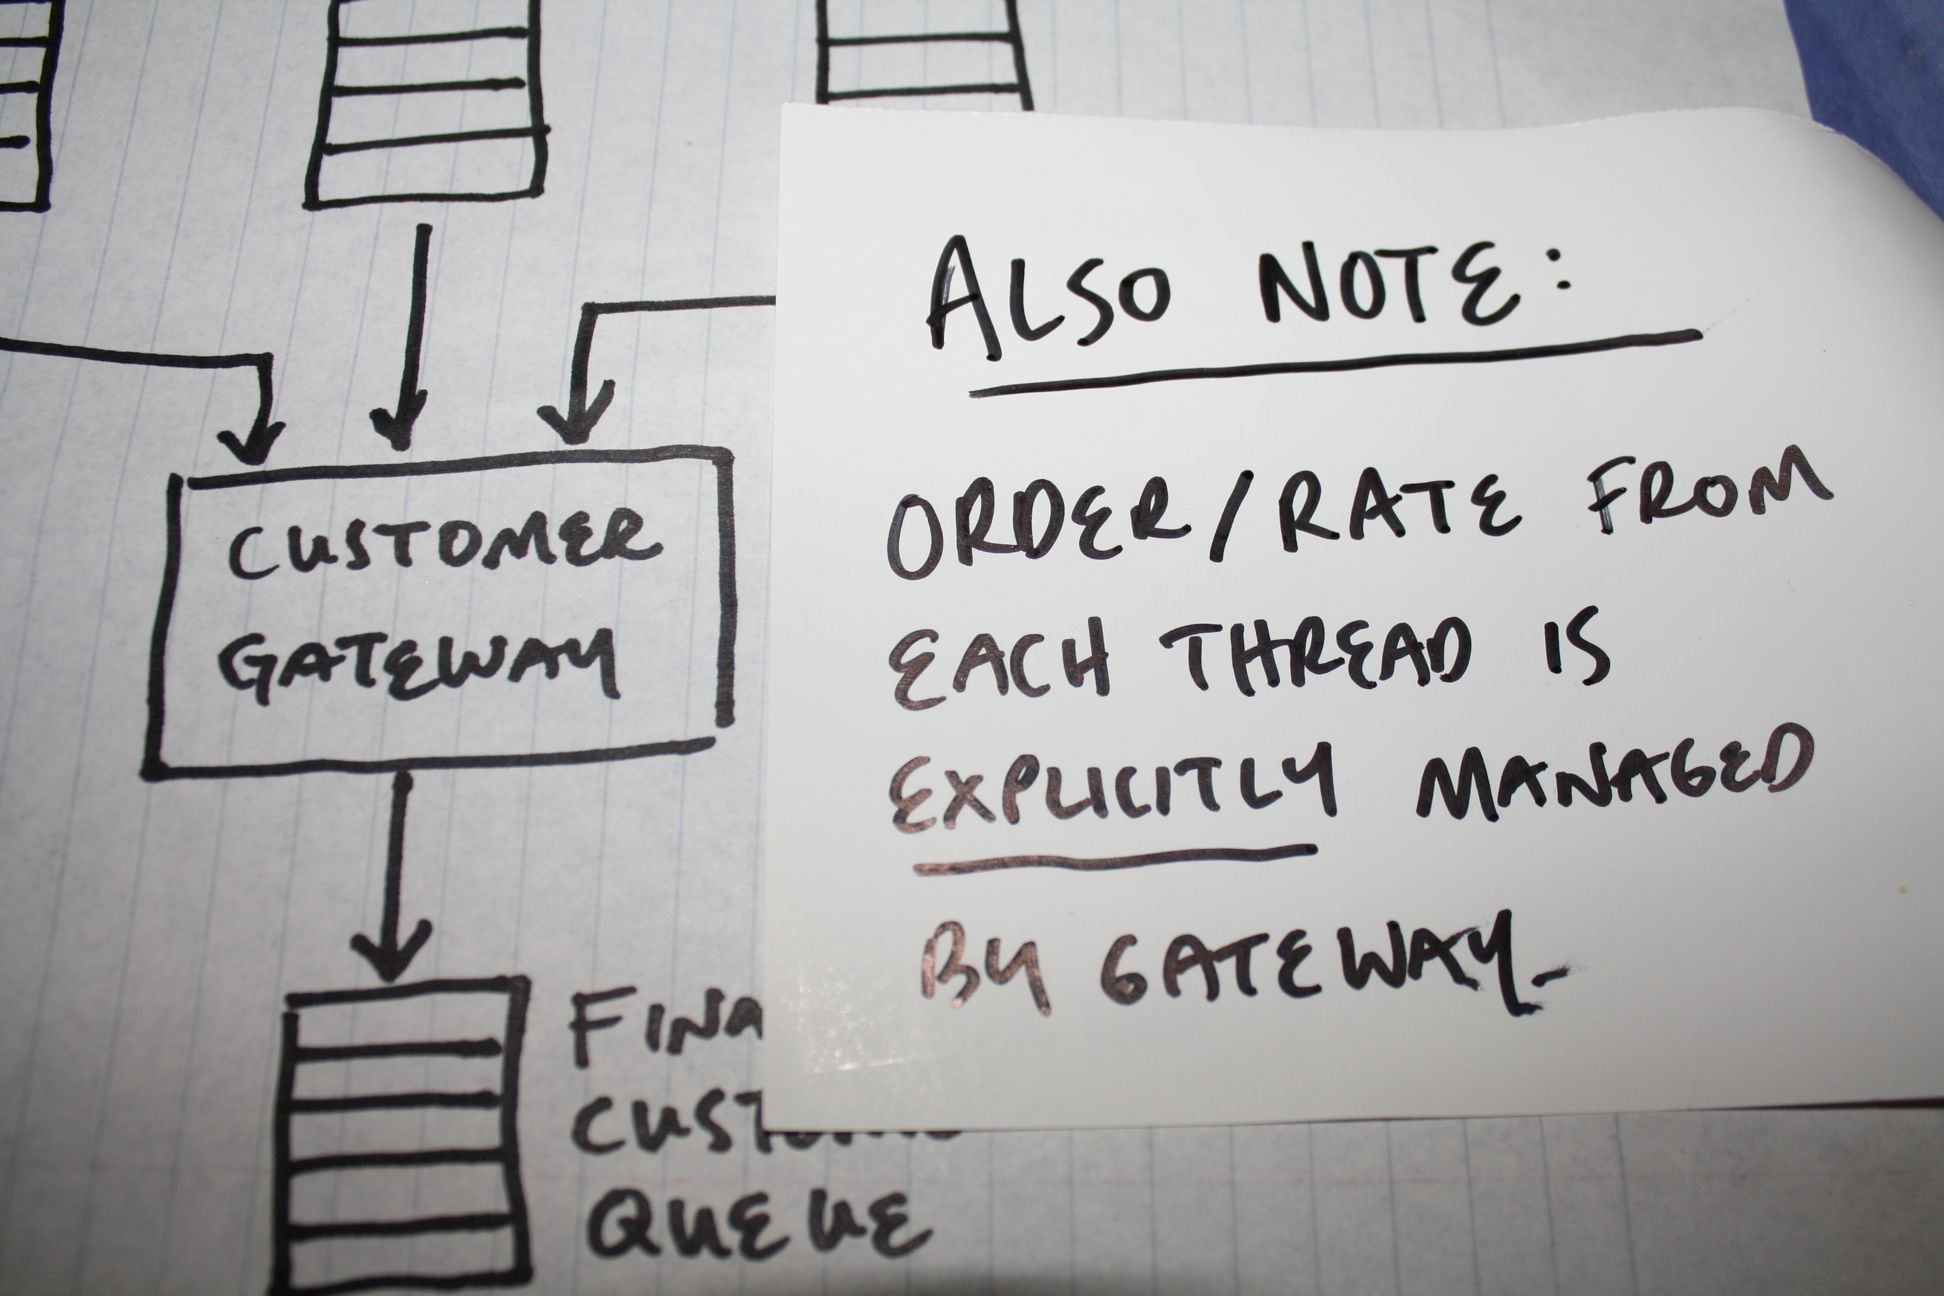 ALSO NOTE:
ORDER/RATE FROM
EACH THREAD IS
EXPLICITLY MANAGED
BY GATEWAY.
CUSTOMER
GATEWAY
QUEUE